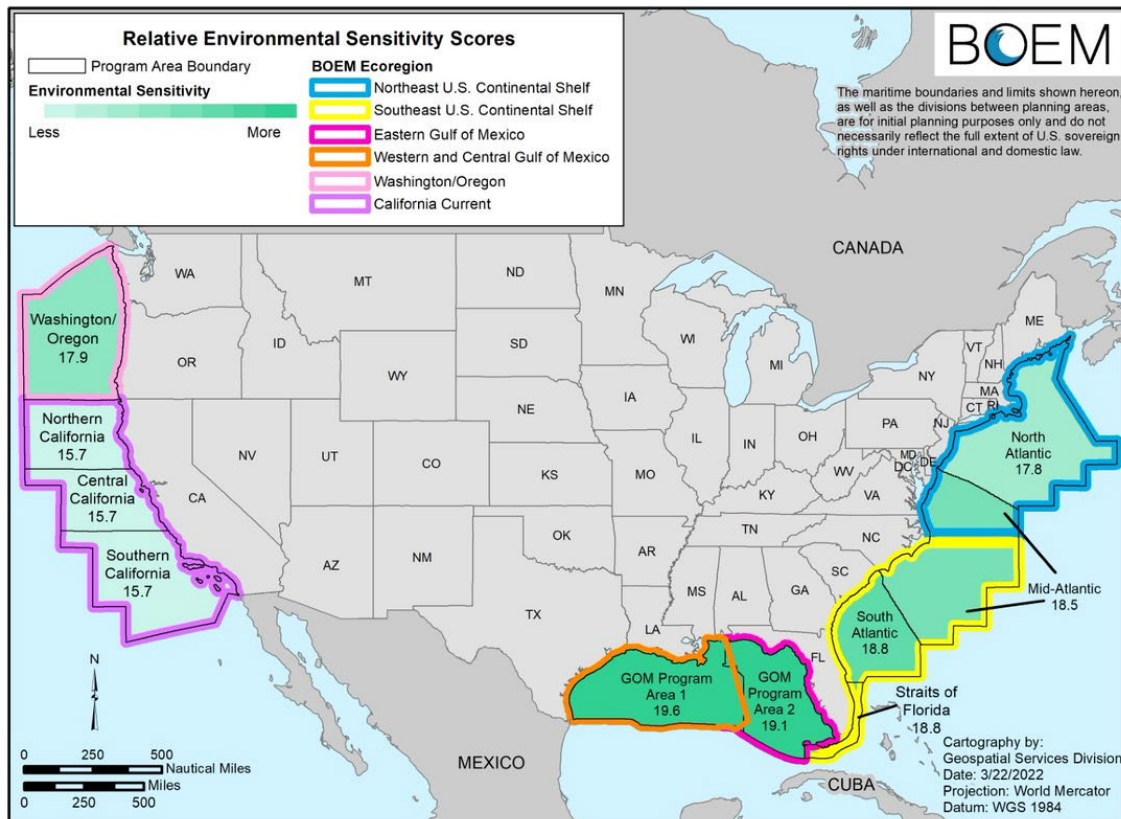 Relative Environmental Sensitivity Scores
Program Area Boundary
Environmental Sensitivity
Less
More
BOEM Ecoregion
Northeast U.S. Continental Shelf
Southeast U.S. Continental Shelf
Eastern Gulf of Mexico
Western and Central Gulf of Mexico
Washington/Oregon
California Current
BOEM
The maritime boundaries and limits shown hereon,
as well as the divisions between planning areas,
are for initial planning purposes only and do not
necessarily reflect the full extent of U.S. sovereign
rights under international and domestic law.
CANADA
WA
MT
ND
MN
ME
VT
NH
Washington/
Oregon
17.9
OR
ID
WY
SD
WI
MI
NY
MA
CT
RI
NE
IA
PA
NJ
Northern
California
15.7
NV
UT
CO
KS
MO
IL
IN
OH
WV
MD
DC
DE
VA
KY
North
Atlantic
17.8
Central
California
15.7
CA
AZ
NM
OK
AR
TN
NC
SC
Southern
California
15.7
TX
LA
MS
AL
GA
FL
Mid-Atlantic
18.5
South
Atlantic
18.8
GOM Program
Area 1
19.6
GOM
Program
Area 2
19.1
Straits of
Florida
18.8
N
0
250
500
Nautical Miles
Miles
0
250
500
MEXICO
CUBA
Cartography by:
Geospatial Services Division
Date: 3/22/2022
Projection: World Mercator
Datum: WGS 1984